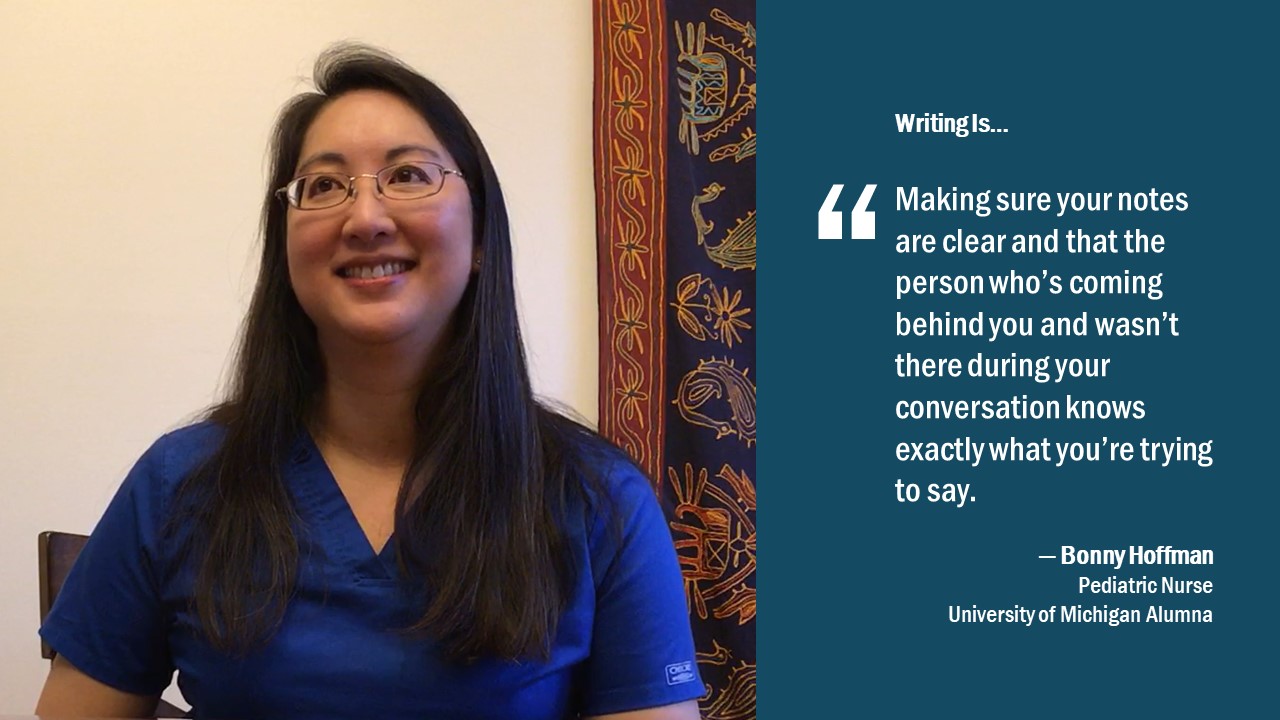 Writing Is...
“
Making sure your notes
are clear and that the
person who’s coming
behind you and wasn’t
there during your
conversation knows
exactly what you’re trying
to say.
— Bonny Hoffman
Pediatric Nurse
University of Michigan Alumna